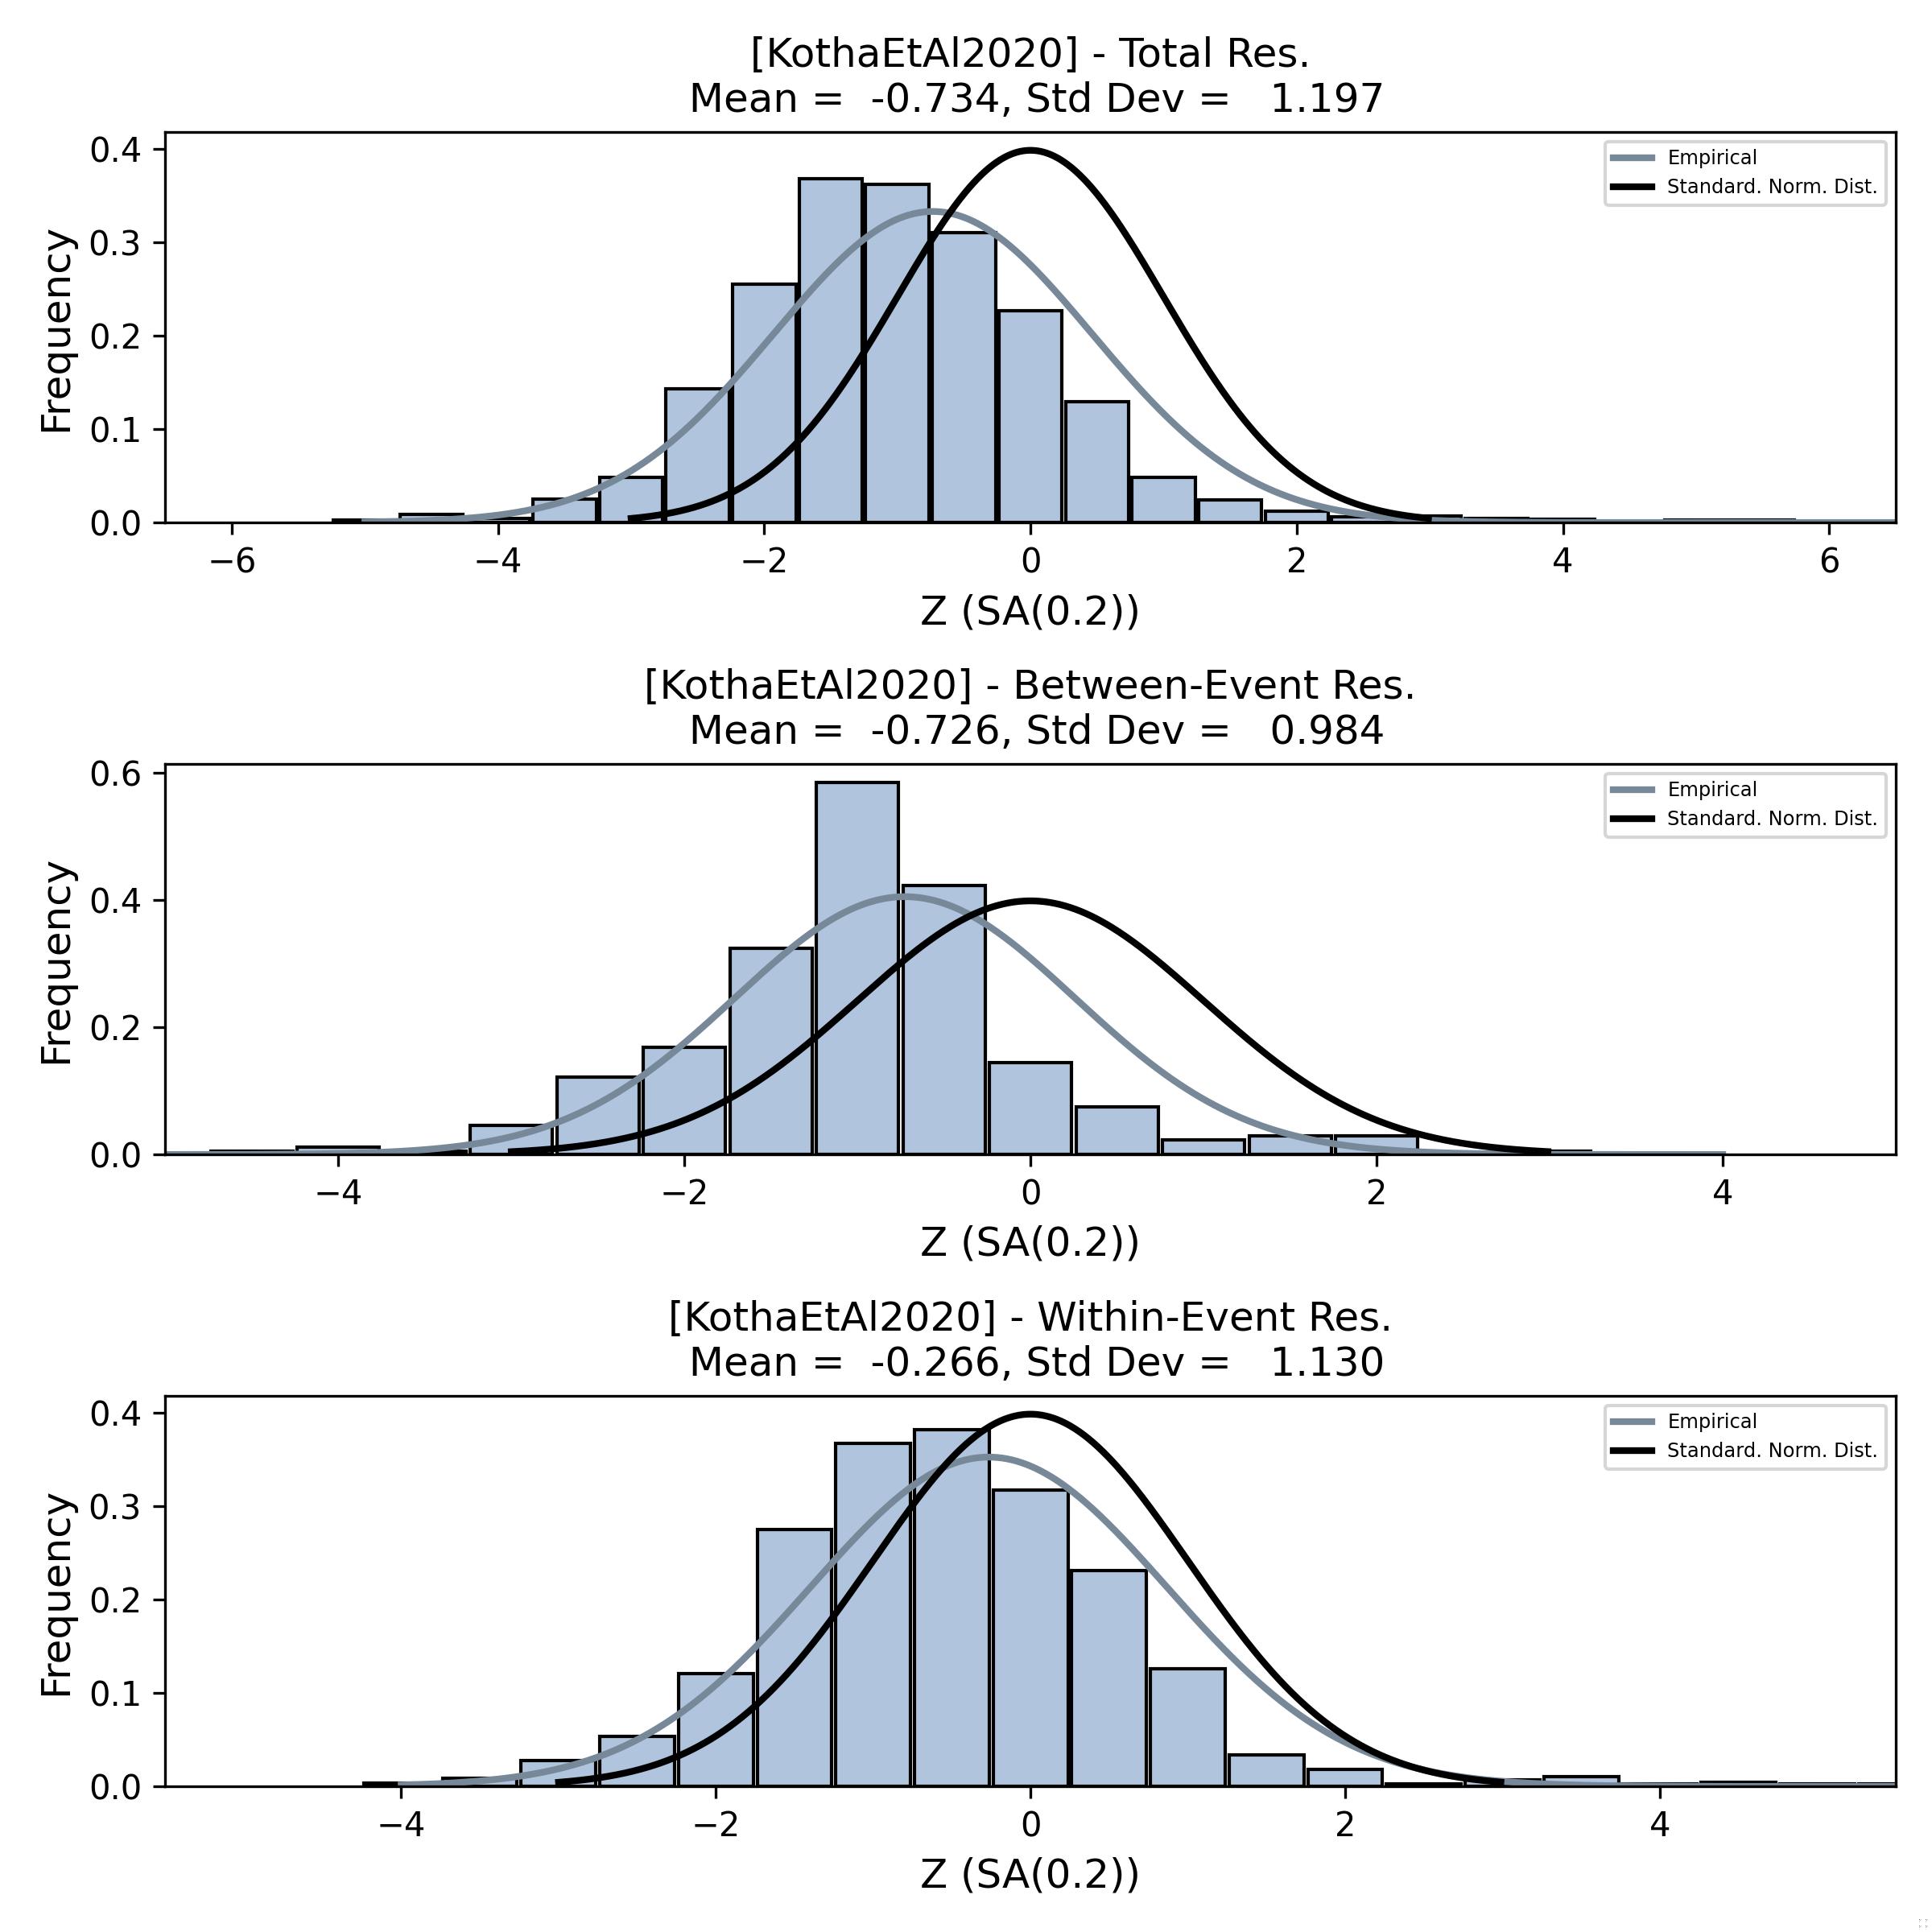 [KothaEtAl2020] - Total Res.
Mean = -0.734, Std Dev = 1.197
Frequency
0.4
0.3
0.2
0.1
0.0
Empirical
Standard. Norm. Dist.
−6 −4 −2 0 2 4 6
Z (SA(0.2))
[KothaEtAl2020] - Between-Event Res.
Mean = -0.726, Std Dev = 0.984
Frequency
0.6
0.4
0.2
0.0
Empirical
Standard. Norm. Dist.
−4 −2 0 2 4
Z (SA(0.2))
[KothaEtAl2020] - Within-Event Res.
Mean = -0.266, Std Dev = 1.130
Frequency
0.4
0.3
0.2
0.1
0.0
Empirical
Standard. Norm. Dist.
−4 −2 0 2 4
Z (SA(0.2))